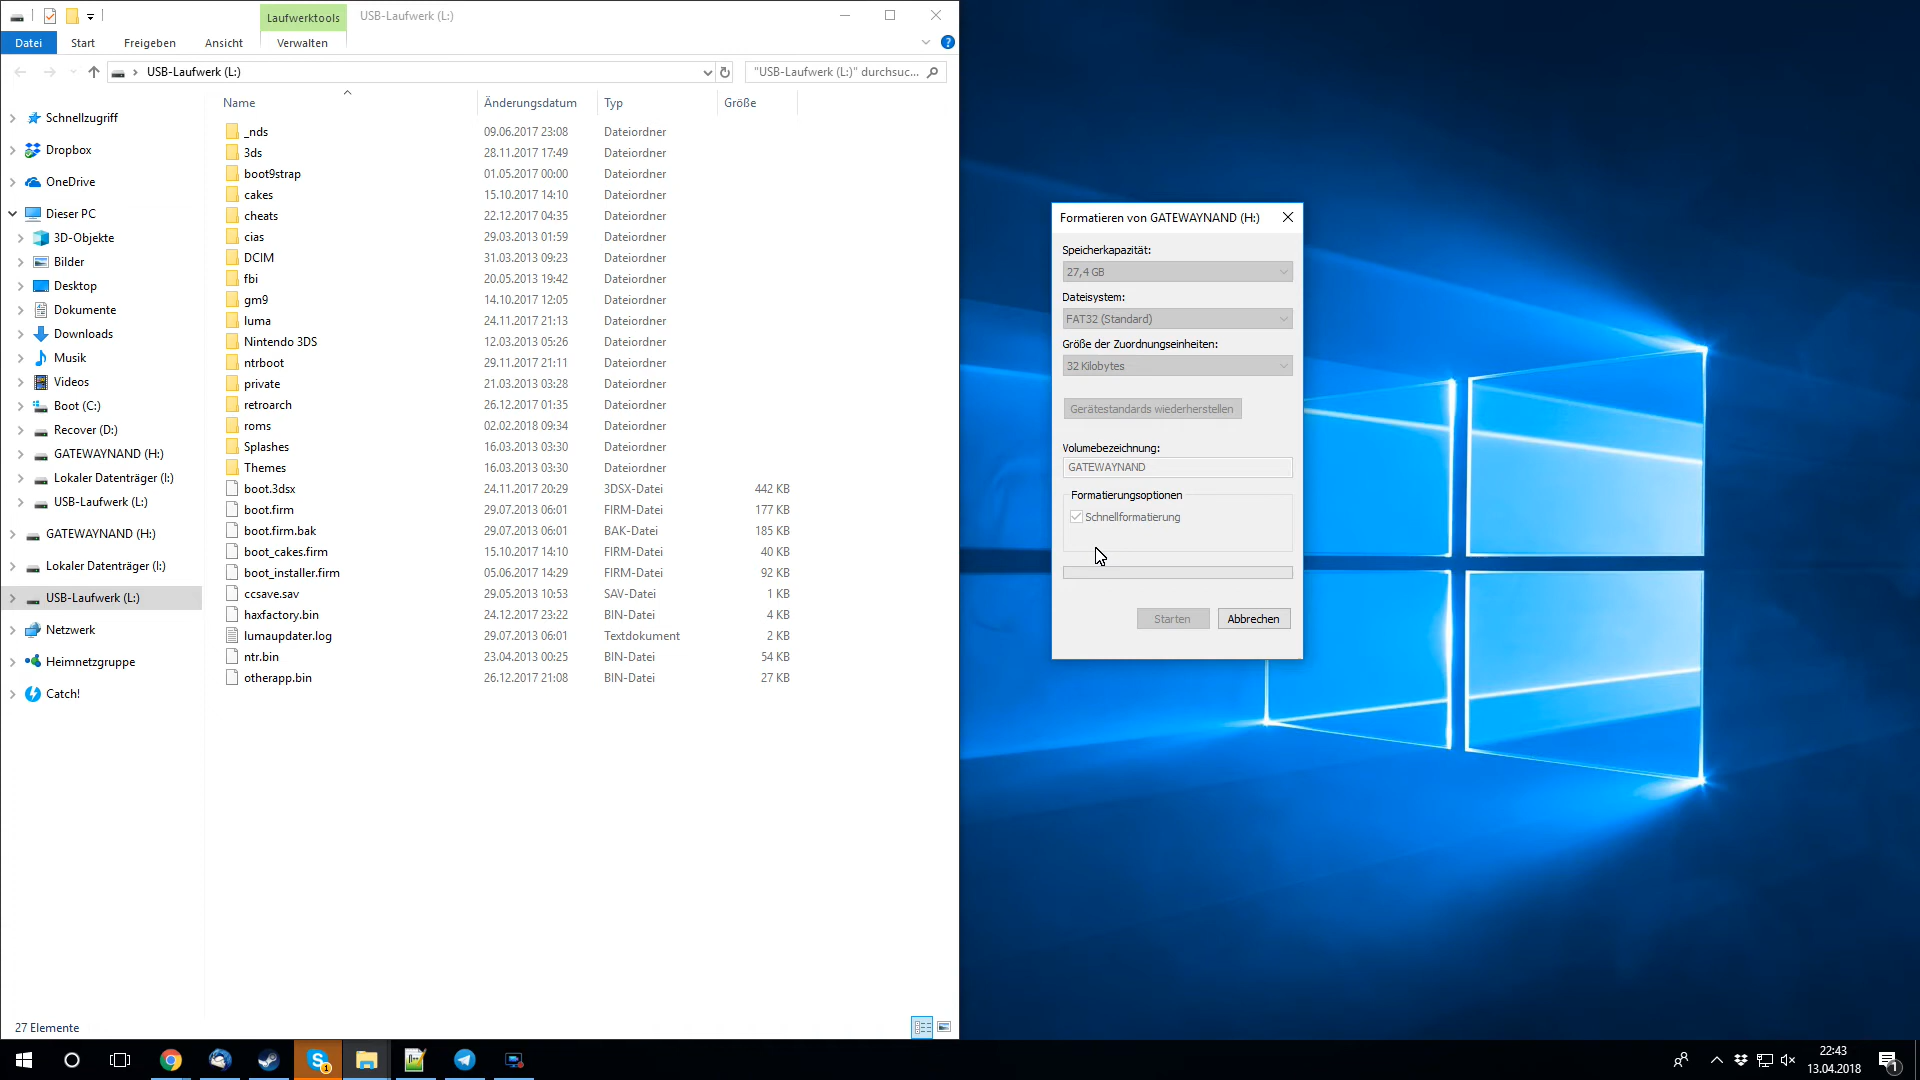 Laufwerktools
USB-Laufwerk (L:)
Datei
Start
Freigeben
Ansicht
Verwalten
USB-Laufwerk (L:)
"USB-Laufwerk (L:)" durchsuc...
Schnellzugriff
Dropbox
OneDrive
Dieser PC
3D-Objekte
Bilder
Desktop
Dokumente
Downloads
Musik
Videos
Boot (C:)
Recover (D:)
GATEWAYNAND (H:)
Lokaler Datenträger (I:)
USB-Laufwerk (L:)
GATEWAYNAND (H:)
Lokaler Datenträger (I:)
USB-Laufwerk (L:)
Netzwerk
Heimnetzgruppe
Catch!
Name Änderungsdatum Typ Größe
_nds 09.06.2017 23:08 Dateiordner
3ds 28.11.2017 17:49 Dateiordner
boot9strap 01.05.2017 00:00 Dateiordner
cakes 15.10.2017 14:10 Dateiordner
cheats 22.12.2017 04:35 Dateiordner
cias 29.03.2013 01:59 Dateiordner
DCIM 31.03.2013 09:23 Dateiordner
fbi 20.05.2013 19:42 Dateiordner
gm9 14.10.2017 12:05 Dateiordner
luma 24.11.2017 21:13 Dateiordner
Nintendo 3DS 12.03.2013 05:26 Dateiordner
ntrboot 29.11.2017 21:11 Dateiordner
private 21.03.2013 03:28 Dateiordner
retroarch 26.12.2017 01:35 Dateiordner
roms 02.02.2018 09:34 Dateiordner
Splashes 16.03.2013 03:30 Dateiordner
Themes 16.03.2013 03:30 Dateiordner
boot.3dsx 24.11.2017 20:29 3DSX-Datei 442 KB
boot.firm 29.07.2013 06:01 FIRM-Datei 177 KB
boot.firm.bak 29.07.2013 06:01 BAK-Datei 185 KB
boot_cakes.firm 15.10.2017 14:10 FIRM-Datei 40 KB
boot_installer.firm 05.06.2017 14:29 FIRM-Datei 92 KB
ccsave.sav 29.05.2013 10:53 SAV-Datei 1 KB
haxfactory.bin 24.12.2017 23:22 BIN-Datei 4 KB
lumaupdater.log 29.07.2013 06:01 Textdokument 2 KB
ntr.bin 23.04.2013 00:25 BIN-Datei 54 KB
otherapp.bin 26.12.2017 21:08 BIN-Datei 27 KB
27 Elemente
Formatieren von GATEWAYNAND (H:)
Speicherkapazität:
27,4 GB
Dateisystem:
FAT32 (Standard)
Größe der Zuordnungseinheiten:
32 Kilobytes
Gerätestandards wiederherstellen
Volumebezeichnung:
GATEWAYNAND
Formatierungsoptionen
Schnellformatierung
Starten
Abbrechen
22:43
13.04.2018
1
1